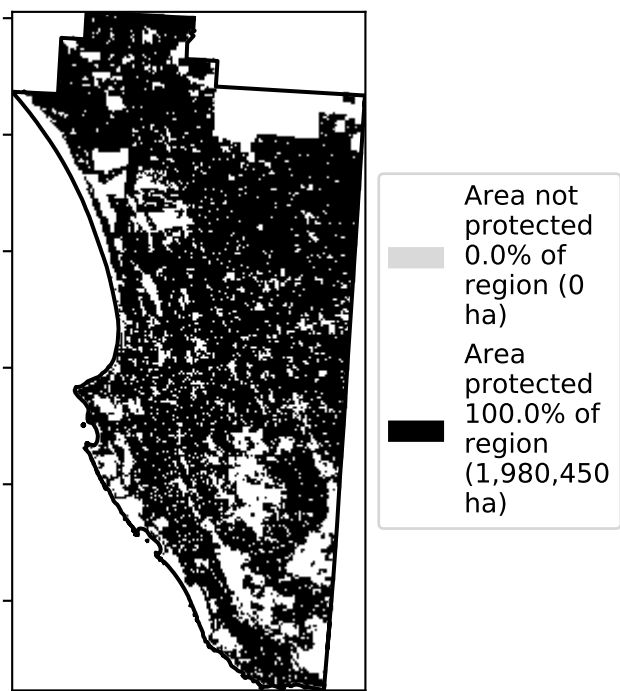 Area not
protected
0.0% of
region (0
ha)
Area
protected
100.0% of
region
(1,980,450
ha)